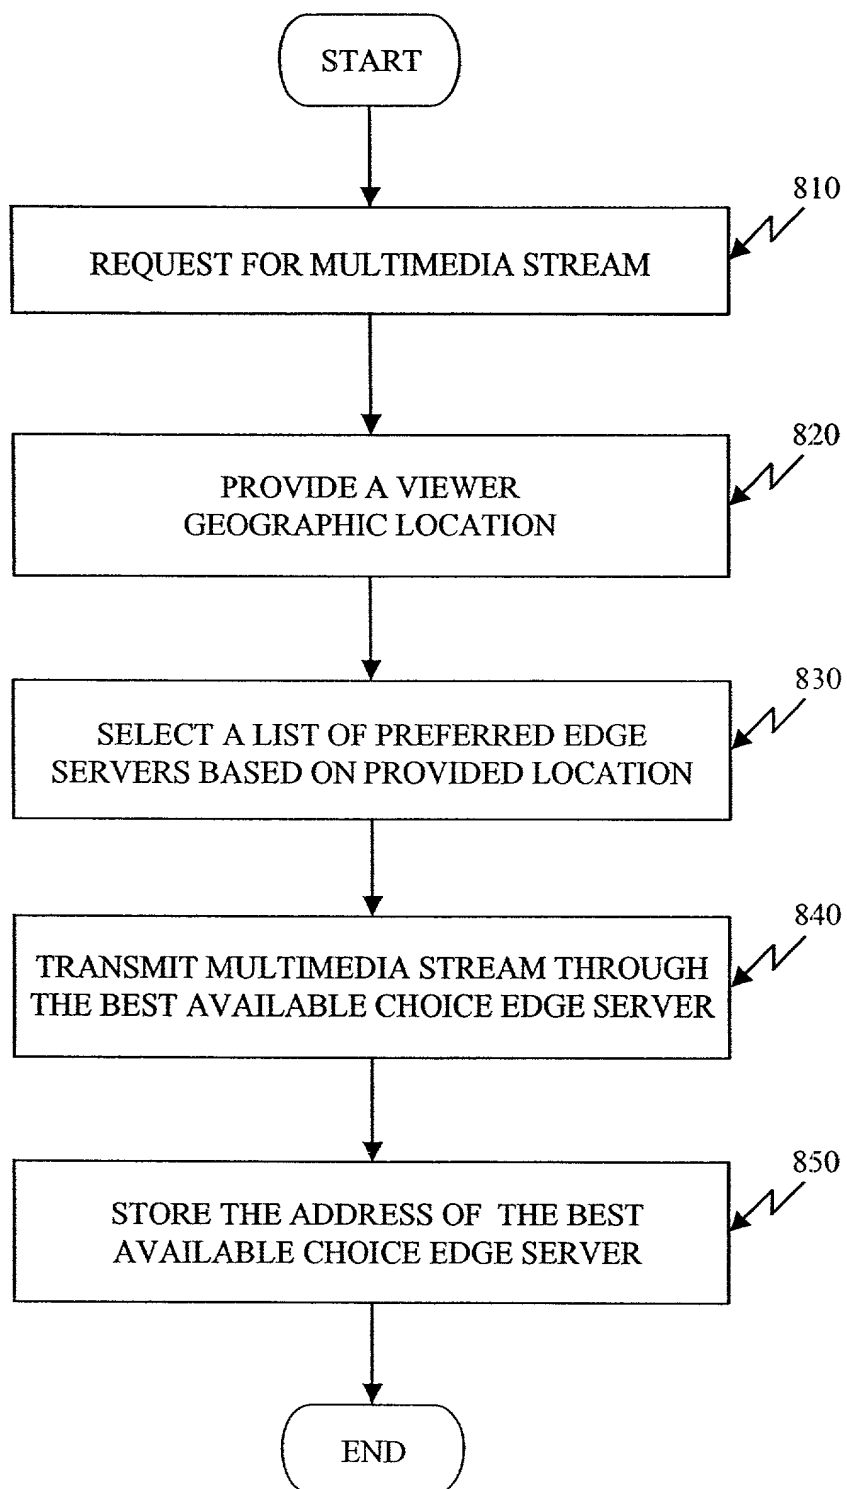 START
810
REQUEST FOR MULTIMEDIA STREAM
820
PROVIDE A VIEWER
GEOGRAPHIC LOCATION
830
SELECT A LIST OF PREFERRED EDGE
SERVERS BASED ON PROVIDED LOCATION
840
TRANSMIT MULTIMEDIA STREAM THROUGH
THE BEST AVAILABLE CHOICE EDGE SERVER
850
STORE THE ADDRESS OF THE BEST
AVAILABLE CHOICE EDGE SERVER
END